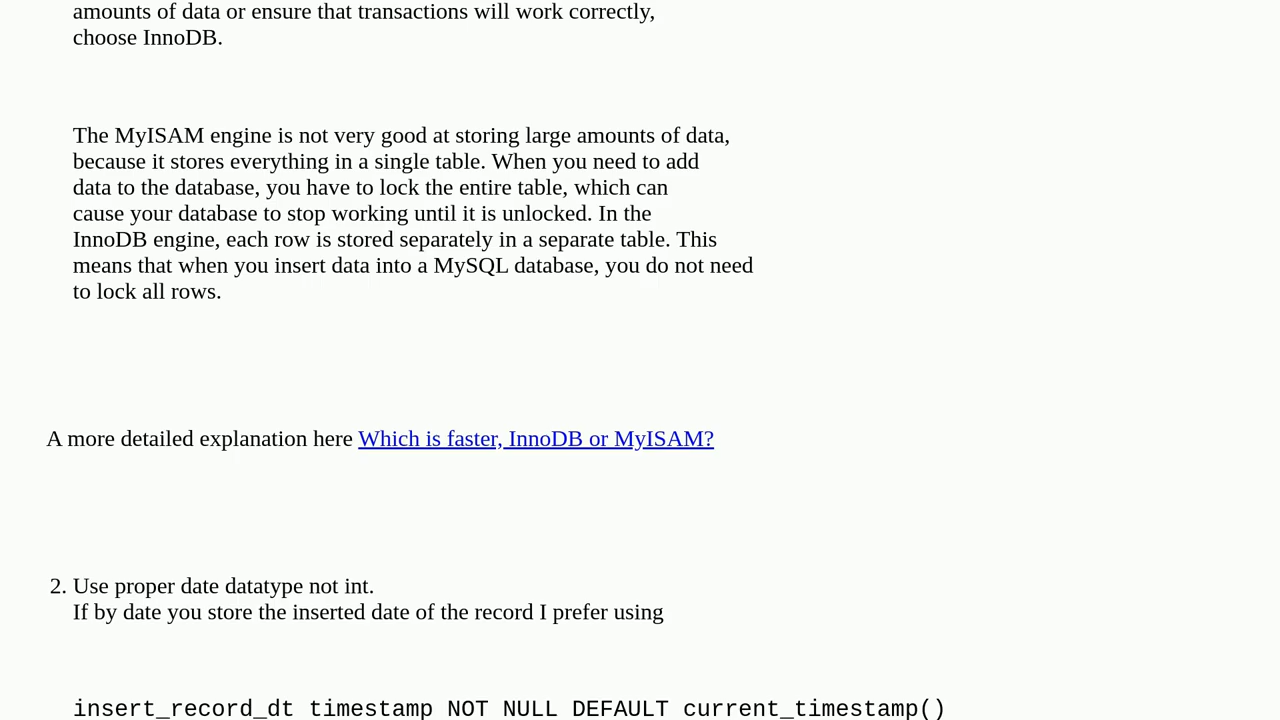 amounts of data or ensure that transactions will work correctly,
choose InnoDB.
The MyISAM engine is not very good at storing large amounts of data,
because it stores everything in a single table. When you need to add
data to the database, you have to lock the entire table, which can
cause your database to stop working until it is unlocked. In the
InnoDB engine, each row is stored separately in a separate table. This
means that when you insert data into a MySQL database, you do not need
to lock all rows.
A more detailed explanation here Which is faster, InnoDB or MyISAM?
2. Use proper date datatype not int.
If by date you store the inserted date of the record I prefer using
insert_record_dt timestamp NOT NULL DEFAULT current_timestamp()